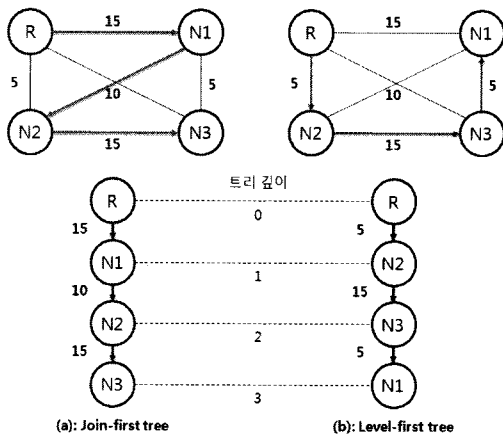 R 15 N1
5 10 5
N2 15 N3
R 15 N1
5 10 5
N2 15 N3
트리 깊이
R 0 R
15 5
N1 1 N2
10 15
N2 2 N3
15 5
N3 3 N1
(a): Join-first tree (b): Level-first tree